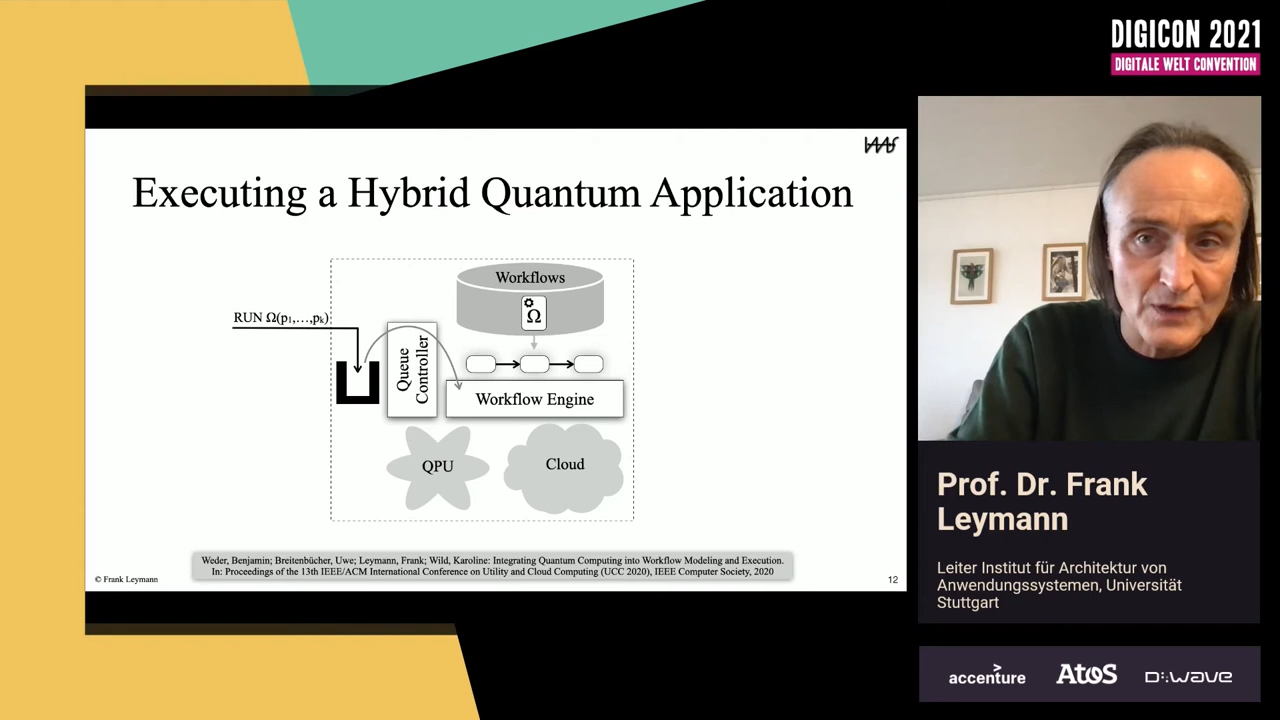 DIGICON 2021
DIGITALE WELT CONVENTION
IAAS
Executing a Hybrid Quantum Application
Workflows
Ω
RUN Ω(p₁,…,pₖ)
Queue
Controller
Workflow Engine
QPU
Cloud
Weder, Benjamin; Breitenbücher, Uwe; Leymann, Frank; Wild, Karoline: Integrating Quantum Computing into Workflow Modeling and Execution.
In: Proceedings of the 13th IEEE/ACM International Conference on Utility and Cloud Computing (UCC 2020), IEEE Computer Society, 2020
© Frank Leymann
12
Prof. Dr. Frank
Leymann
Leiter Institut für Architektur von
Anwendungssystemen, Universität
Stuttgart
accenture
Atos
D:wave